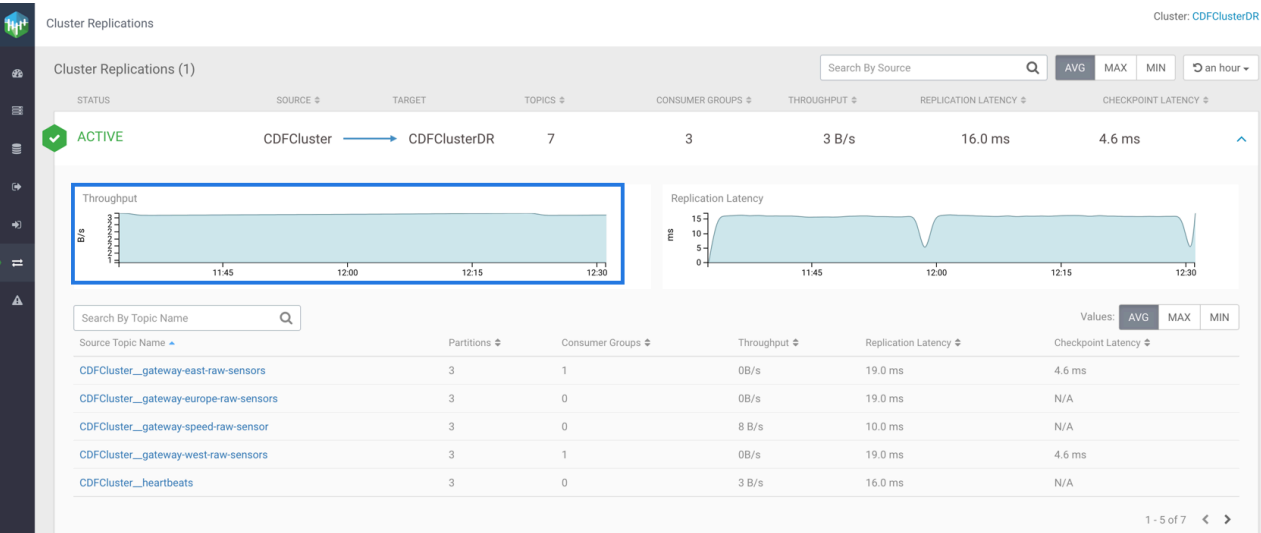 Cluster Replications
Cluster: CDFClusterDR
Cluster Replications (1)
Search By Source
AVG MAX MIN
an hour
STATUS SOURCE TARGET TOPICS CONSUMER GROUPS THROUGHPUT REPLICATION LATENCY CHECKPOINT LATENCY
ACTIVE CDFCluster CDFClusterDR 7 3 3 B/s 16.0 ms 4.6 ms
Throughput
B/s
11:45 12:00 12:15 12:30
Replication Latency
ms
15
10
5
0
11:45 12:00 12:15 12:30
Search By Topic Name
Values: AVG MAX MIN
Source Topic Name Partitions Consumer Groups Throughput Replication Latency Checkpoint Latency
CDFCluster__gateway-east-raw-sensors 3 1 0B/s 19.0 ms 4.6 ms
CDFCluster__gateway-europe-raw-sensors 3 0 0B/s 19.0 ms N/A
CDFCluster__gateway-speed-raw-sensor 3 0 8 B/s 10.0 ms N/A
CDFCluster__gateway-west-raw-sensors 3 1 0B/s 19.0 ms 4.6 ms
CDFCluster__heartbeats 3 0 3 B/s 16.0 ms N/A
1 - 5 of 7